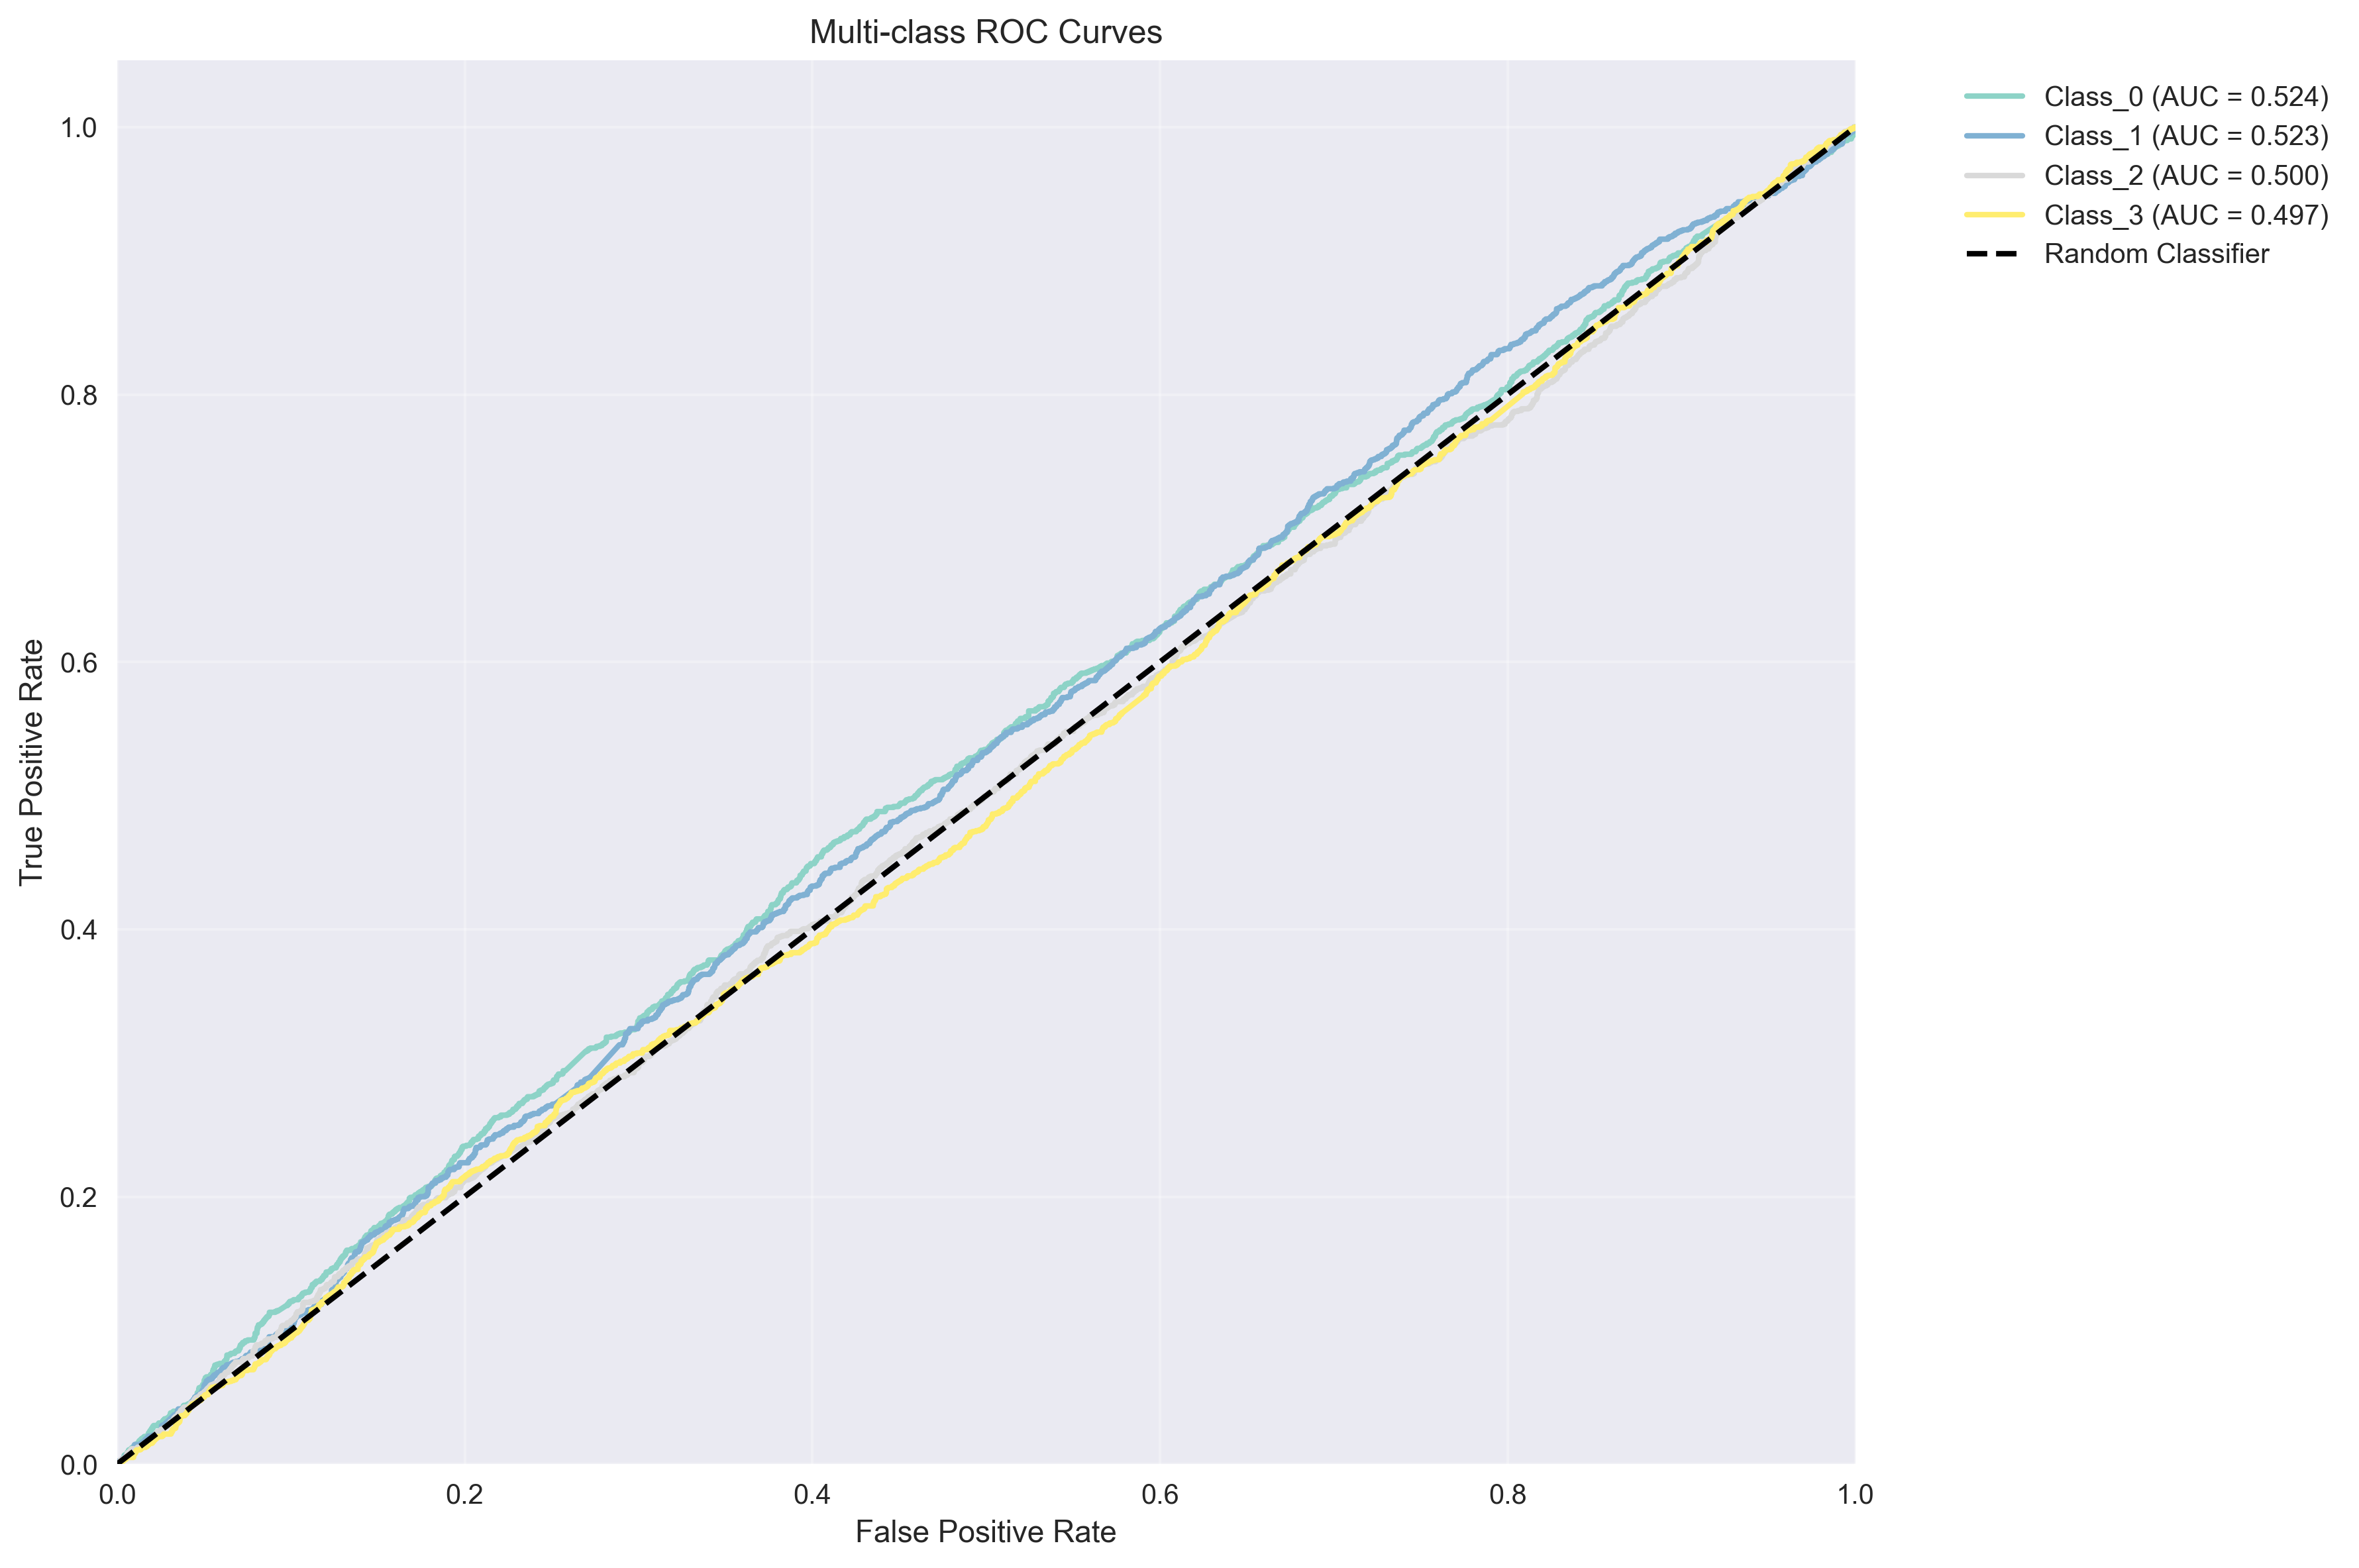 Multi-class ROC Curves
Class_0 (AUC = 0.524)
Class_1 (AUC = 0.523)
Class_2 (AUC = 0.500)
Class_3 (AUC = 0.497)
Random Classifier
True Positive Rate
1.0
0.8
0.6
0.4
0.2
0.0
0.0 0.2 0.4 0.6 0.8 1.0
False Positive Rate